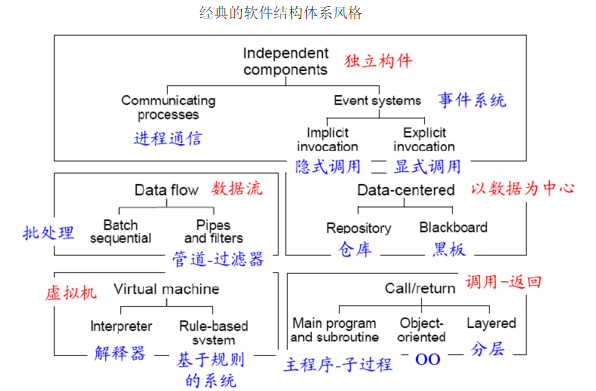 经典的软件结构体系风格
Independent
components
独立构件
Communicating
processes
进程通信
Event systems
事件系统
Implicit
invocation
隐式调用
Explicit
invocation
显式调用
Data flow
数据流
批处理
Batch
sequential
Pipes
and filters
管道-过滤器
Data-centered
以数据为中心
Repository
仓库
Blackboard
黑板
虚拟机
Virtual machine
Interpreter
解释器
Rule-based
system
基于规则
的系统
调用-返回
Call/return
Main program
and subroutine
主程序-子过程
Object-
oriented
OO
Layered
分层